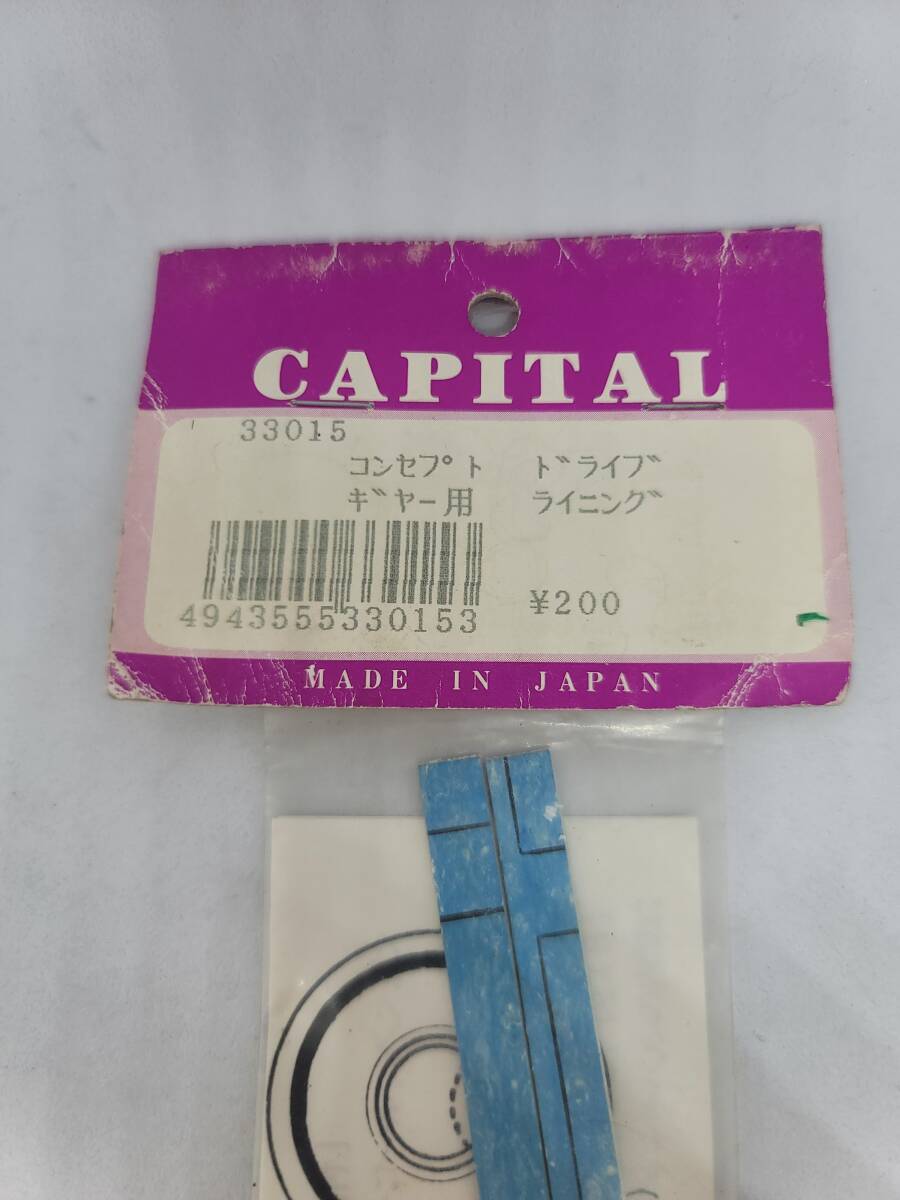 CAPITAL
33015
コンセプト ドライブ
ギヤー用 ライニング
4943555330153 ¥200
MADE IN JAPAN